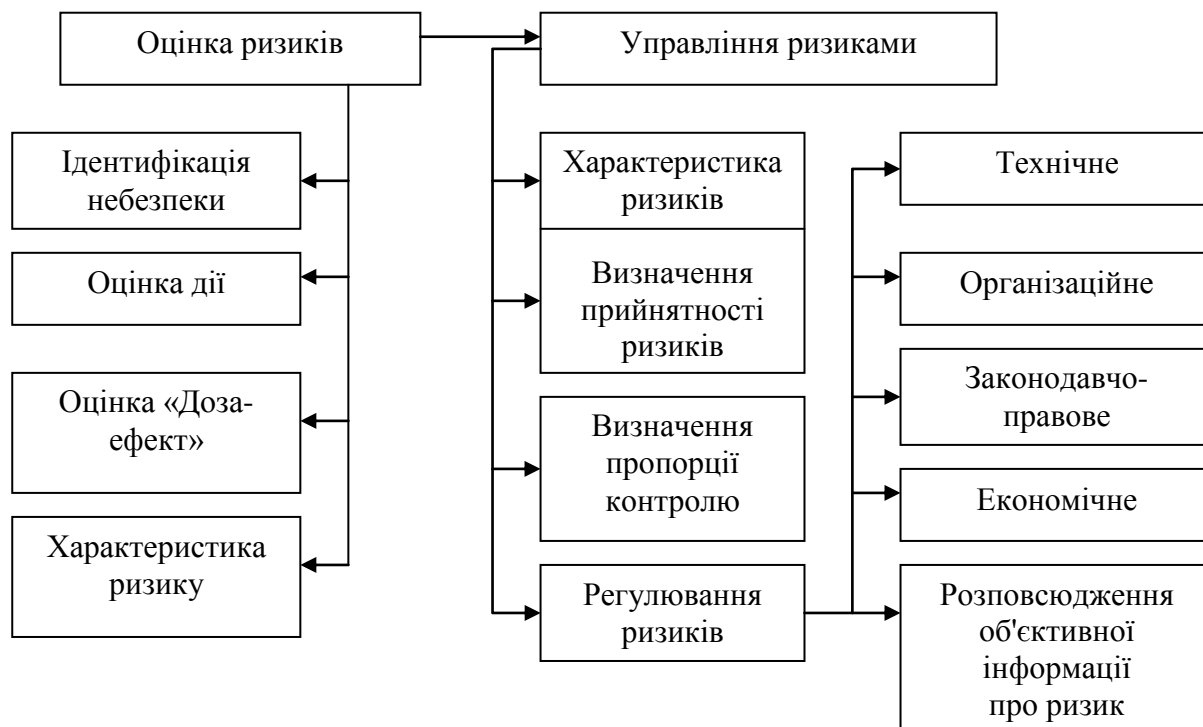 Оцінка ризиків
Управління ризиками
Ідентифікація
небезпеки
Оцінка дії
Оцінка «Доза-
ефект»
Характеристика
ризику
Характеристика
ризиків
Визначення
прийнятності
ризиків
Визначення
пропорції
контролю
Регулювання
ризиків
Технічне
Організаційне
Законодавчо-
правове
Економічне
Розповсюдження
об'єктивної
інформації
про ризик